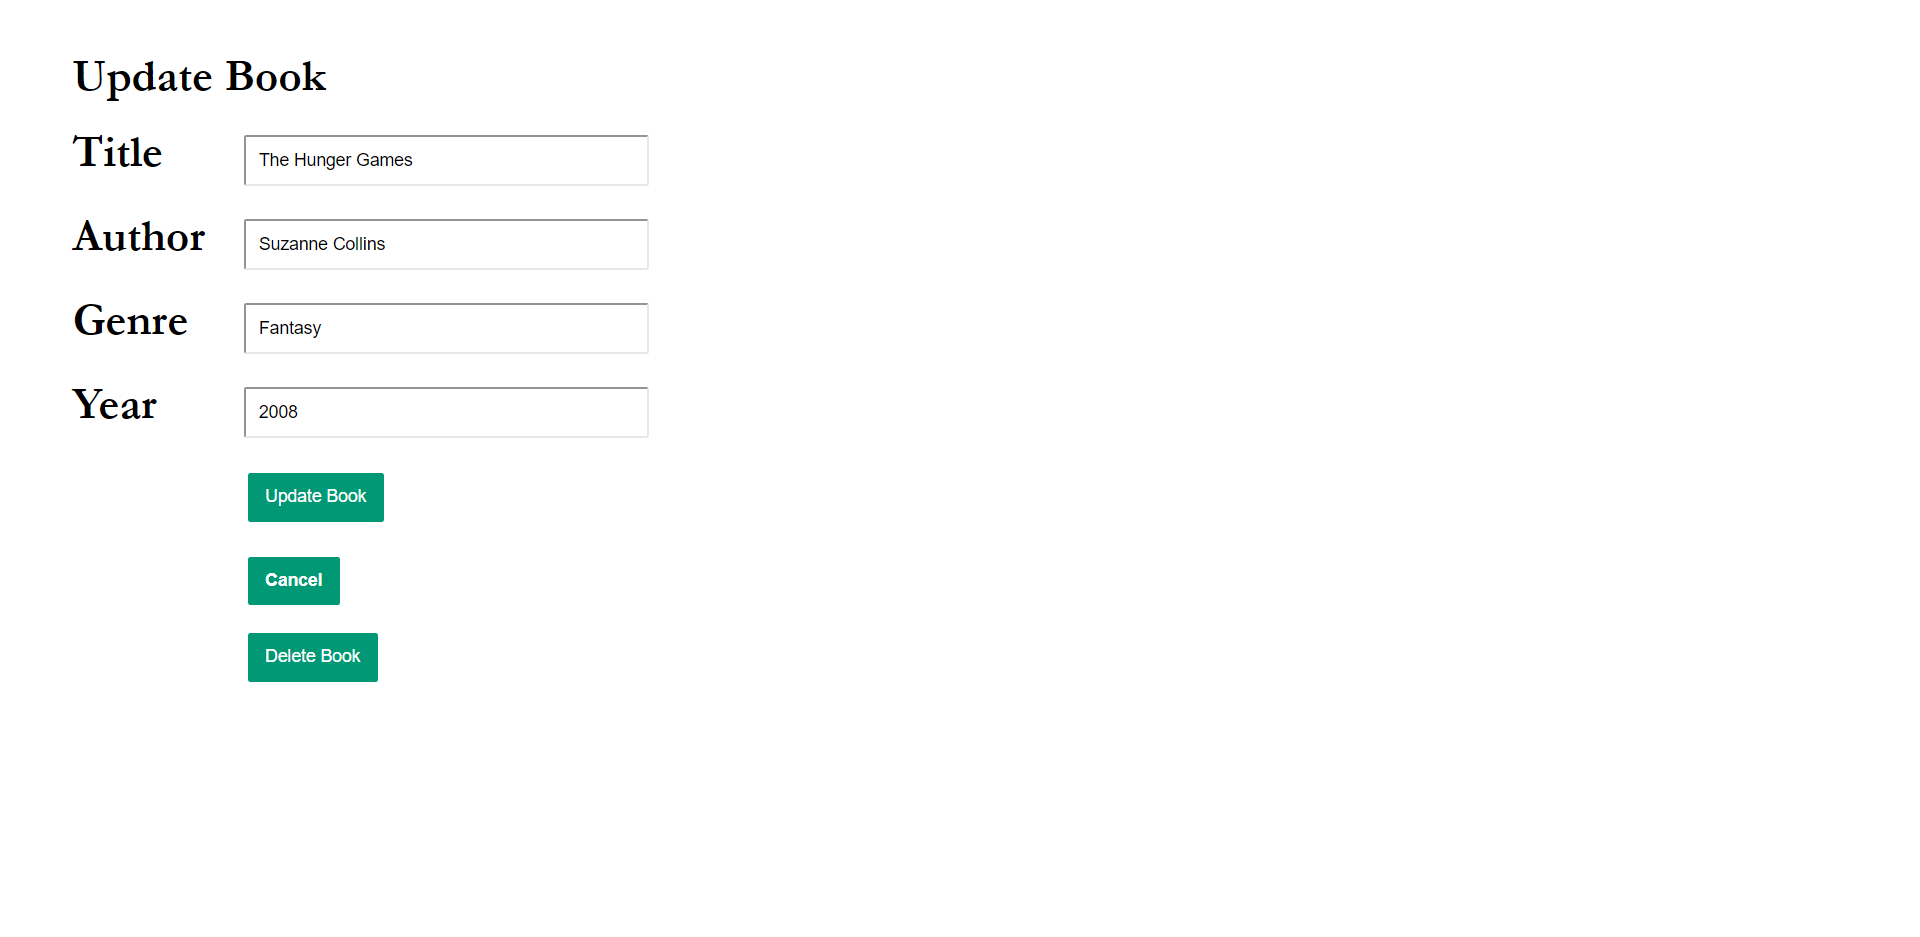 Update Book
Title The Hunger Games
Author Suzanne Collins
Genre Fantasy
Year 2008
Update Book
Cancel
Delete Book